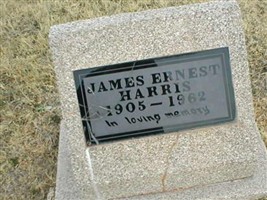 JAMES ERNEST
HARRIS
1905 - 1962
In loving memory